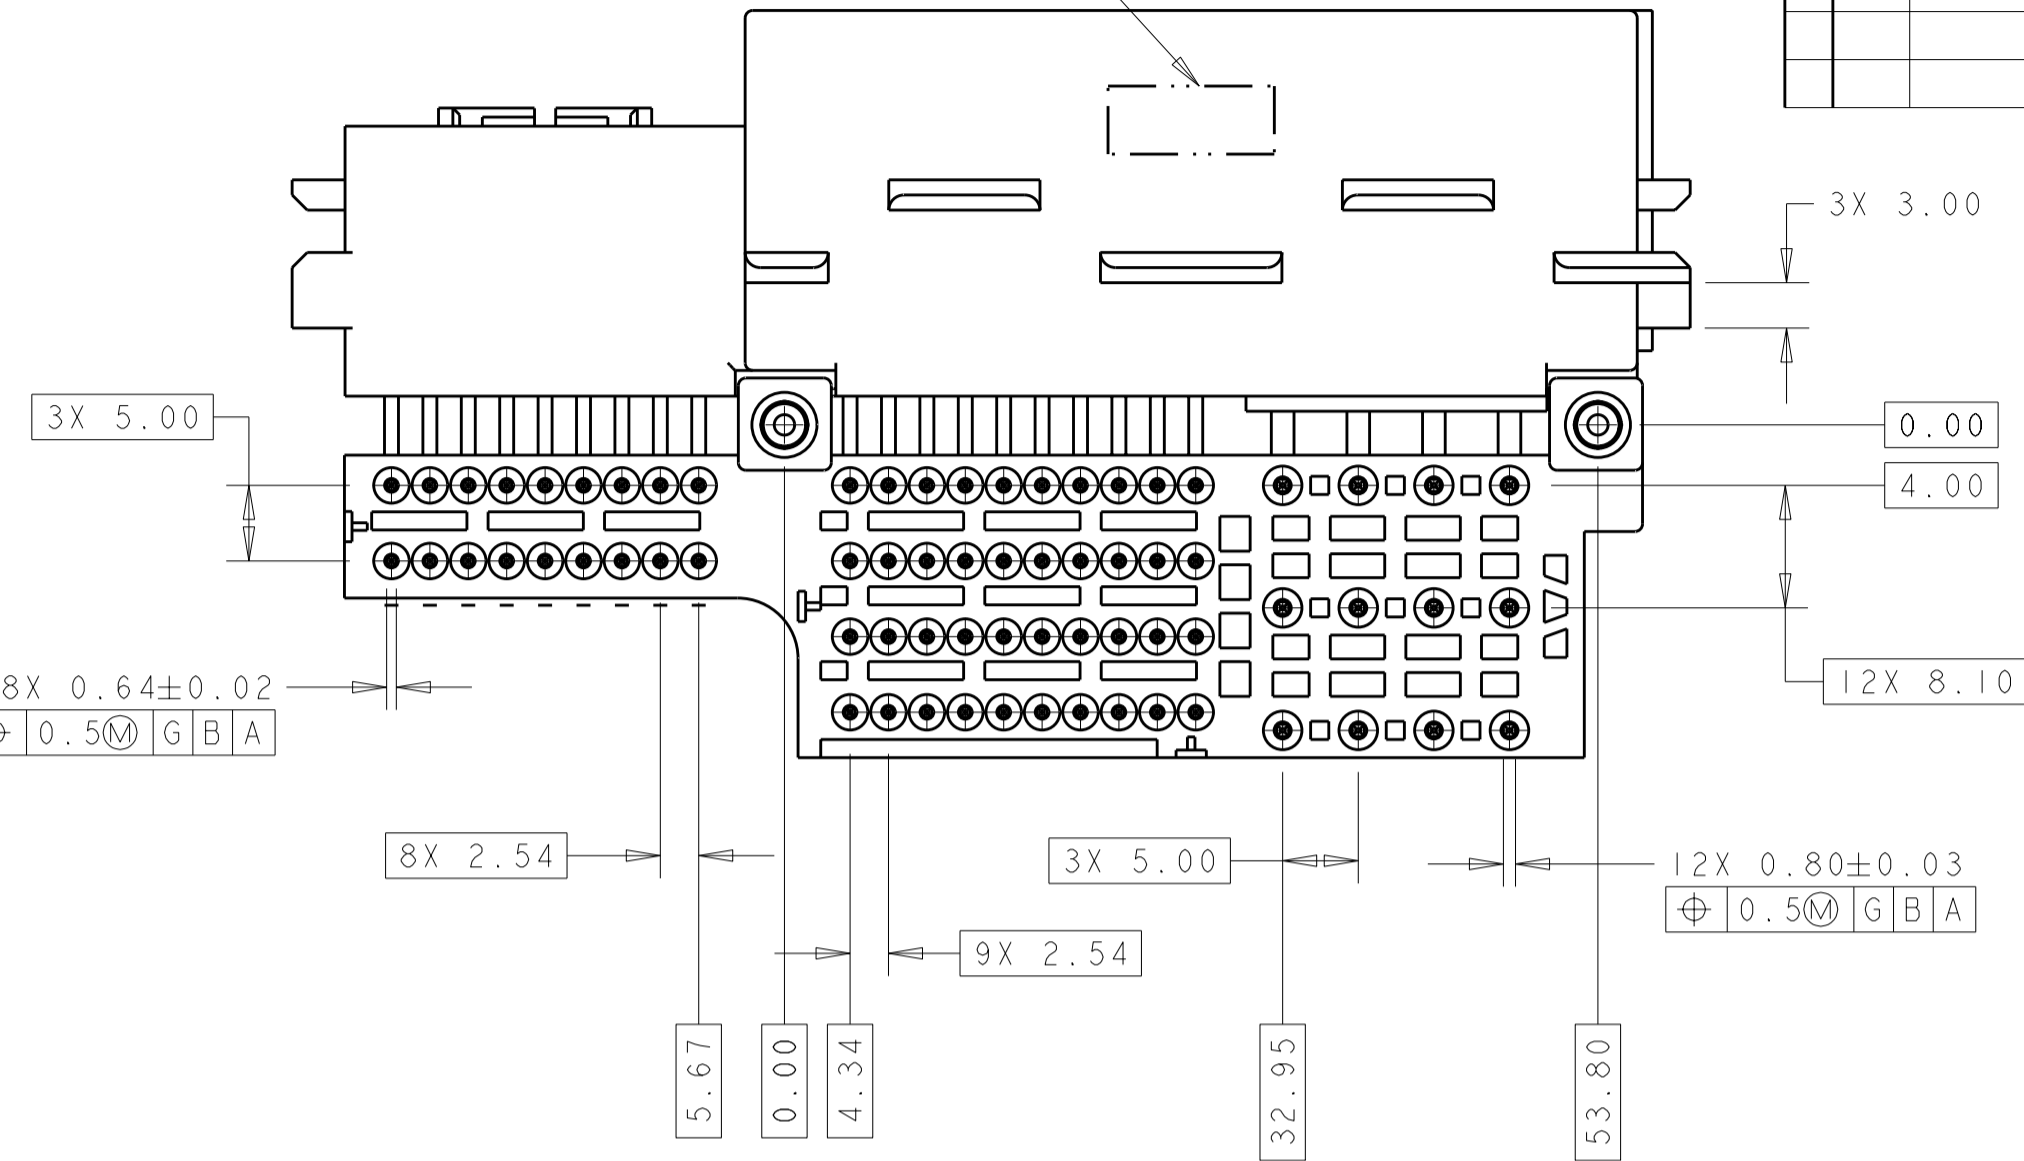 3X 3.00
3X 5.00
0.00
4.00
8X 0.64±0.02
0.5Ⓜ G B A
12X 8.10
8X 2.54
3X 5.00
12X 0.80±0.03
⌖ 0.5Ⓜ G B A
9X 2.54
5.67
0.00
4.34
32.95
53.80